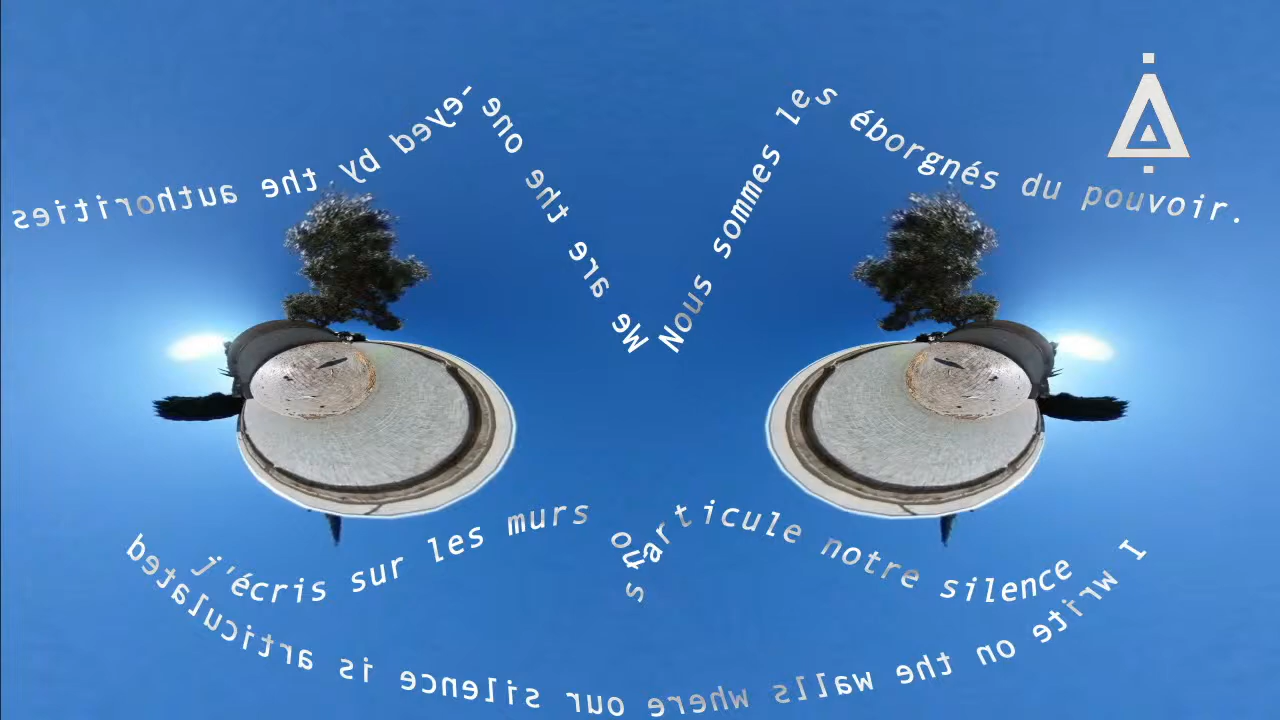 We are the one-eyed by the authorities
Nous sommes les éborgnés du pouvoir.
j'écris sur les murs où s'articule notre silence
I write on the walls where our silence is articulated